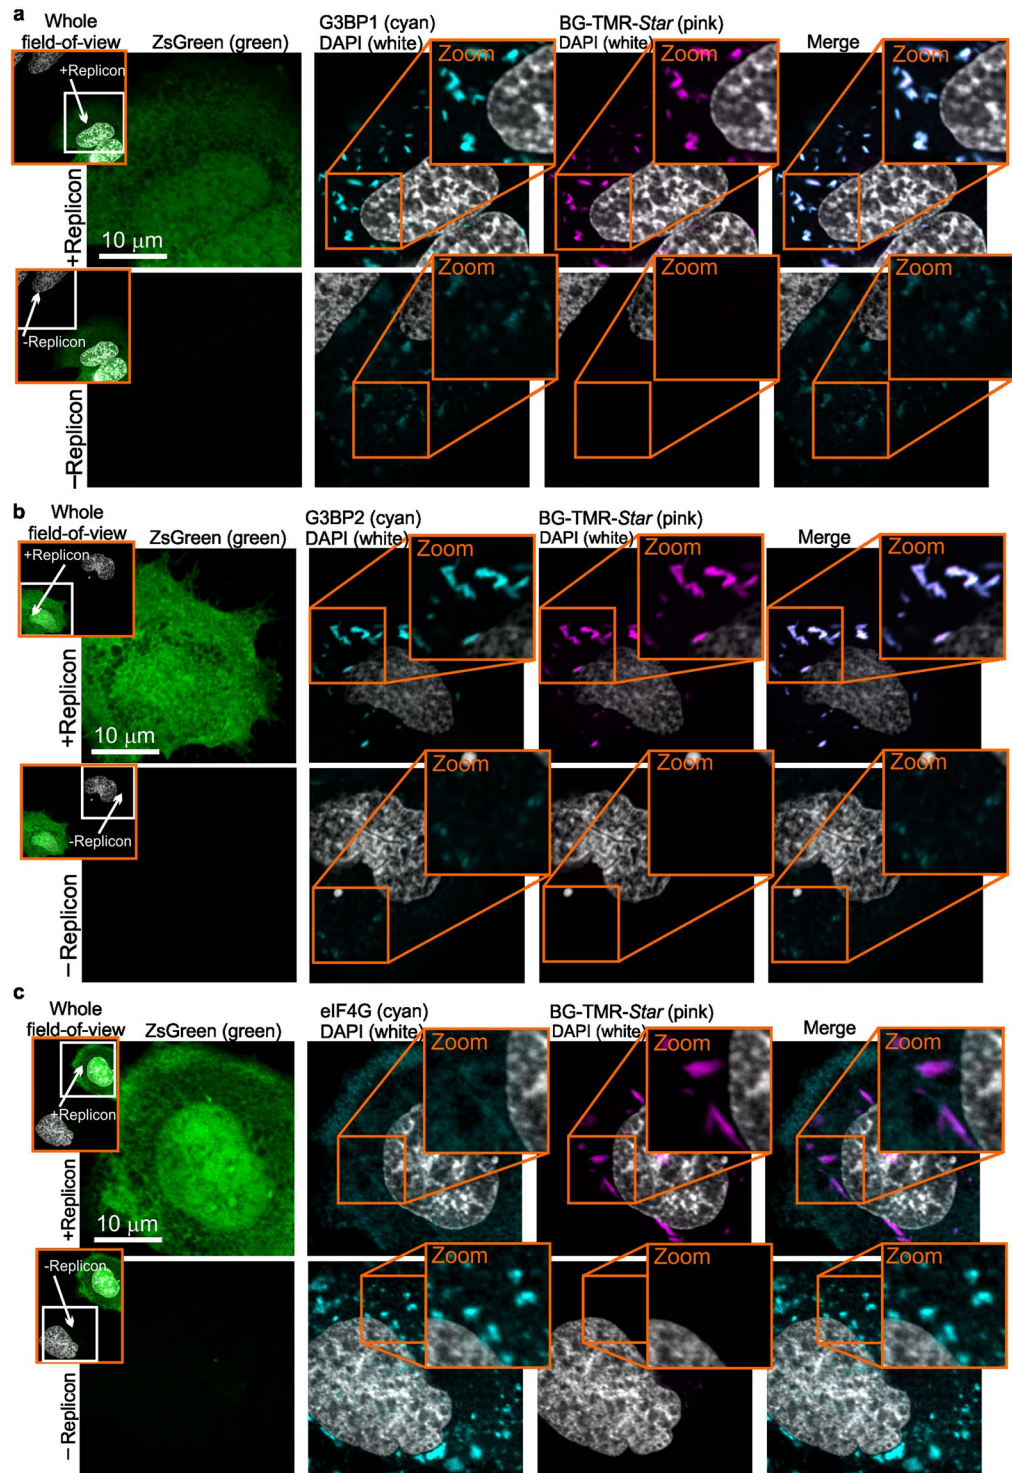 a
Whole
field-of-view
ZsGreen (green)
G3BP1 (cyan)
DAPI (white)
BG-TMR-Star (pink)
DAPI (white)
Merge
+Replicon
Zoom
Zoom
Zoom
+Replicon
10 μm
-Replicon
Zoom
Zoom
Zoom
–Replicon
b
Whole
field-of-view
ZsGreen (green)
G3BP2 (cyan)
DAPI (white)
BG-TMR-Star (pink)
DAPI (white)
Merge
+Replicon
Zoom
Zoom
Zoom
+Replicon
10 μm
-Replicon
Zoom
Zoom
Zoom
– Replicon
c
Whole
field-of-view
ZsGreen (green)
eIF4G (cyan)
DAPI (white)
BG-TMR-Star (pink)
DAPI (white)
Merge
+Replicon
Zoom
Zoom
Zoom
+Replicon
10 μm
-Replicon
Zoom
Zoom
Zoom
– Replicon